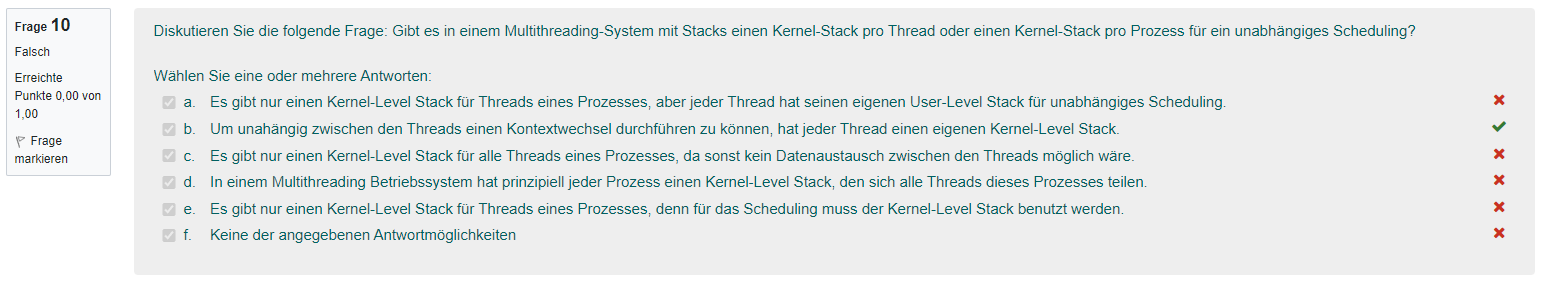 Frage 10
Falsch
Erreichte
Punkte 0,00 von
1,00
Frage
markieren
Diskutieren Sie die folgende Frage: Gibt es in einem Multithreading-System mit Stacks einen Kernel-Stack pro Thread oder einen Kernel-Stack pro Prozess für ein unabhängiges Scheduling?
Wählen Sie eine oder mehrere Antworten:
a. Es gibt nur einen Kernel-Level Stack für Threads eines Prozesses, aber jeder Thread hat seinen eigenen User-Level Stack für unabhängiges Scheduling.
b. Um unahängig zwischen den Threads einen Kontextwechsel durchführen zu können, hat jeder Thread einen eigenen Kernel-Level Stack.
c. Es gibt nur einen Kernel-Level Stack für alle Threads eines Prozesses, da sonst kein Datenaustausch zwischen den Threads möglich wäre.
d. In einem Multithreading Betriebssystem hat prinzipiell jeder Prozess einen Kernel-Level Stack, den sich alle Threads dieses Prozesses teilen.
e. Es gibt nur einen Kernel-Level Stack für Threads eines Prozesses, denn für das Scheduling muss der Kernel-Level Stack benutzt werden.
f. Keine der angegebenen Antwortmöglichkeiten